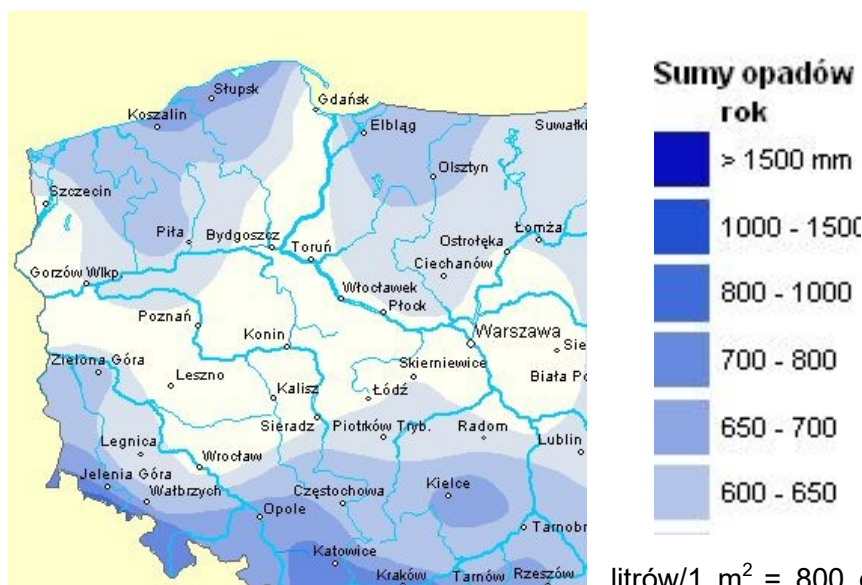 Słupsk
Koszalin
Gdańsk
Elbląg
Suwałki
Olsztyn
Szczecin
Piła
Bydgoszcz
Toruń
Ostrołęka
Łomża
Ciechanów
Gorzów Wlkp.
Włocławek
Płock
Poznań
Konin
Warszawa
Sie
Zielona Góra
Leszno
Skierniewice
Biała Po
Kalisz
Łódź
Sieradz
Piotrków Tryb.
Radom
Legnica
Wrocław
Lublin
Jelenia Góra
Wałbrzych
Częstochowa
Kielce
Opole
Tarnob
Katowice
Kraków
Tarnów
Rzeszów
Sumy opadów
rok
> 1500 mm
1000 - 1500
800 - 1000
700 - 800
650 - 700
600 - 650
litrów/1 m² = 800